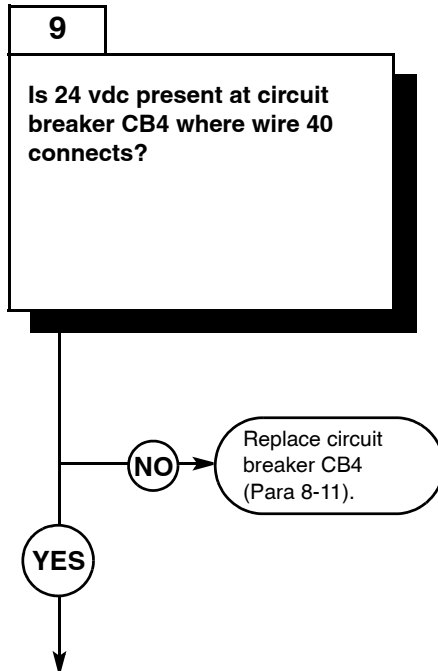 9
Is 24 vdc present at circuit
breaker CB4 where wire 40
connects?
NO
Replace circuit
breaker CB4
(Para 8-11).
YES